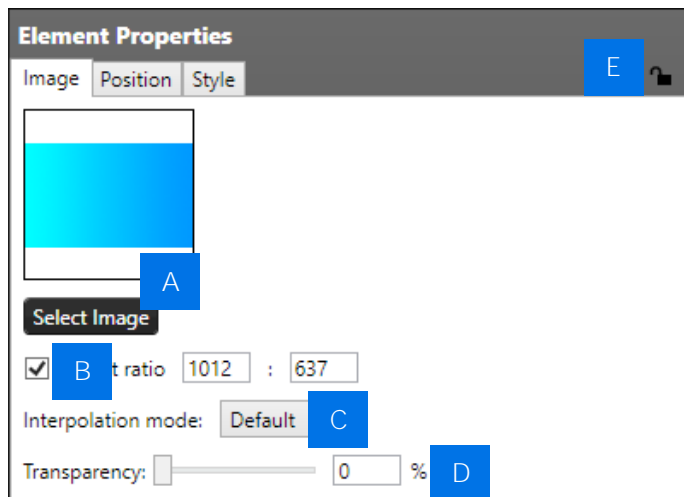 Element Properties
Image Position Style E
A
Select Image
B t ratio 1012 : 637
Interpolation mode: Default C
Transparency: 0 % D